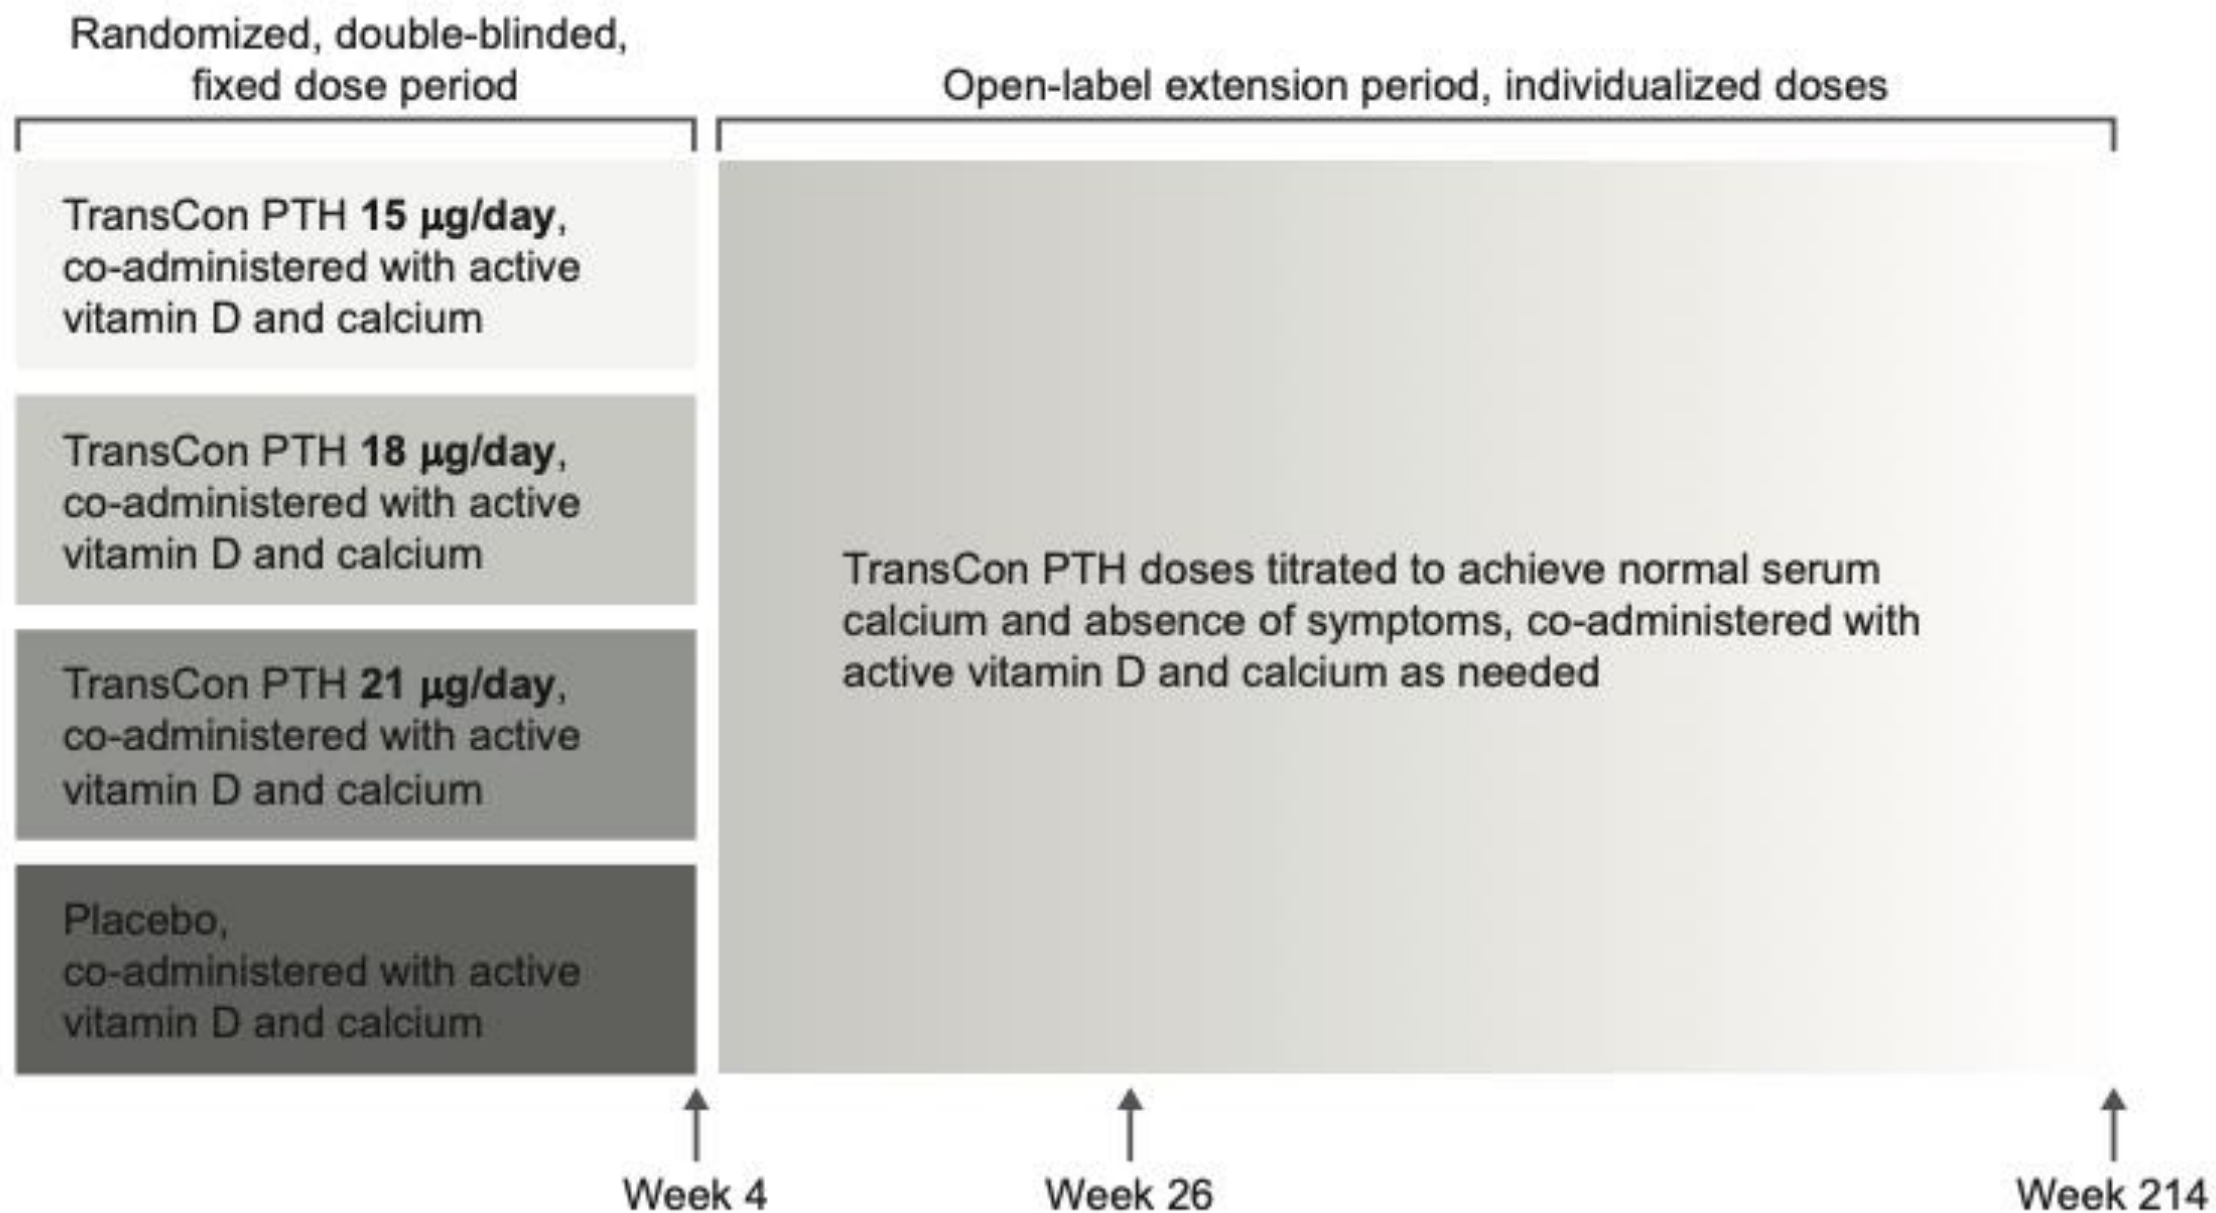 Randomized, double-blinded,
fixed dose period
Open-label extension period, individualized doses
TransCon PTH 15 µg/day,
co-administered with active
vitamin D and calcium
TransCon PTH 18 µg/day,
co-administered with active
vitamin D and calcium
TransCon PTH 21 µg/day,
co-administered with active
vitamin D and calcium
Placebo,
co-administered with active
vitamin D and calcium
TransCon PTH doses titrated to achieve normal serum
calcium and absence of symptoms, co-administered with
active vitamin D and calcium as needed
Week 4
Week 26
Week 214